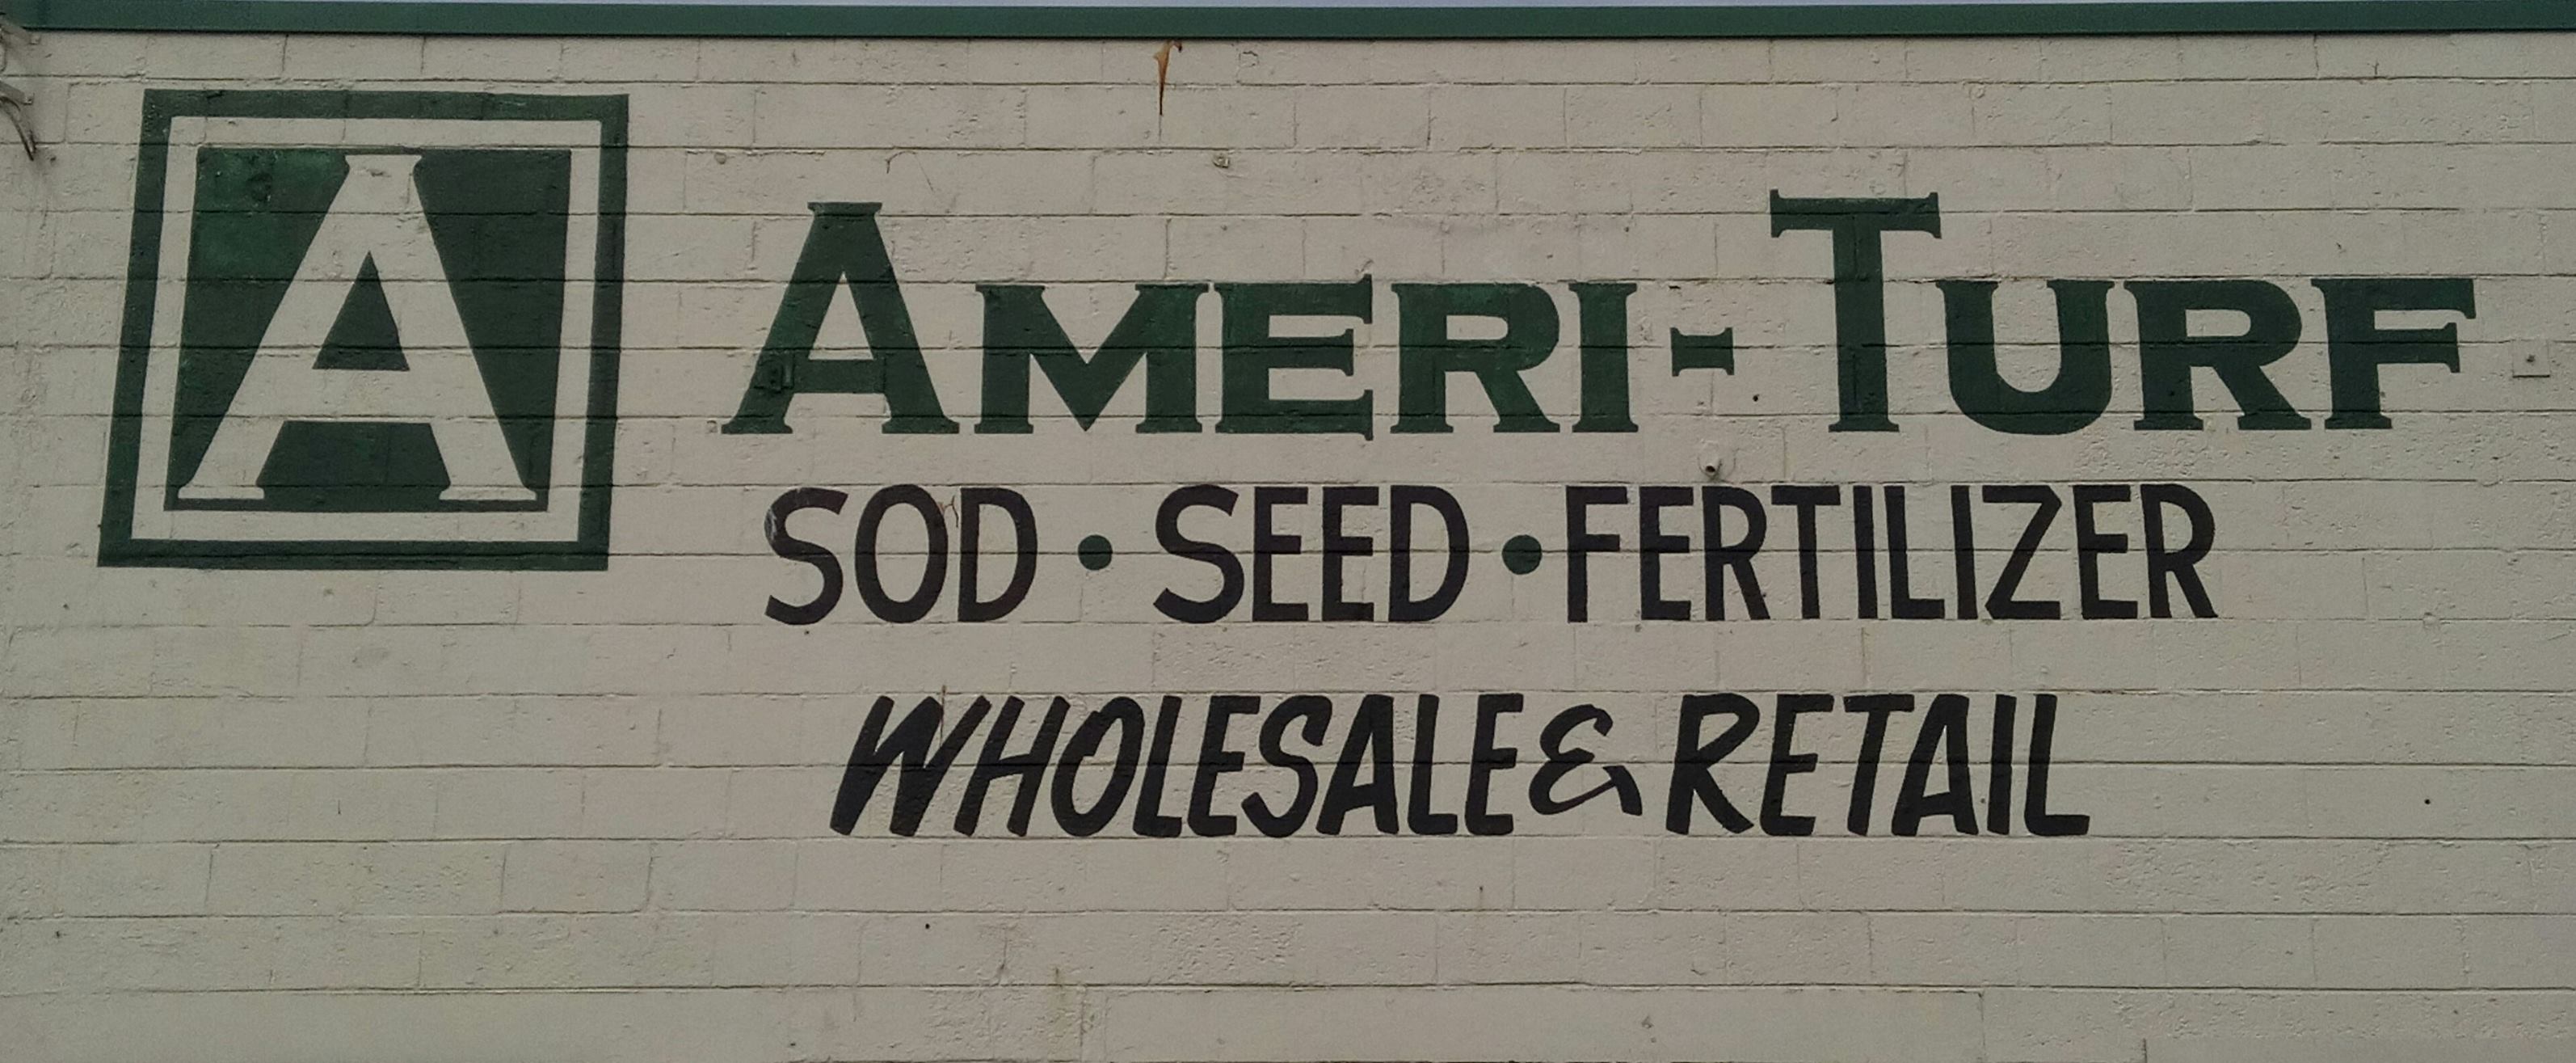 A
AMERI-TURF
SOD • SEED • FERTILIZER
WHOLESALE & RETAIL